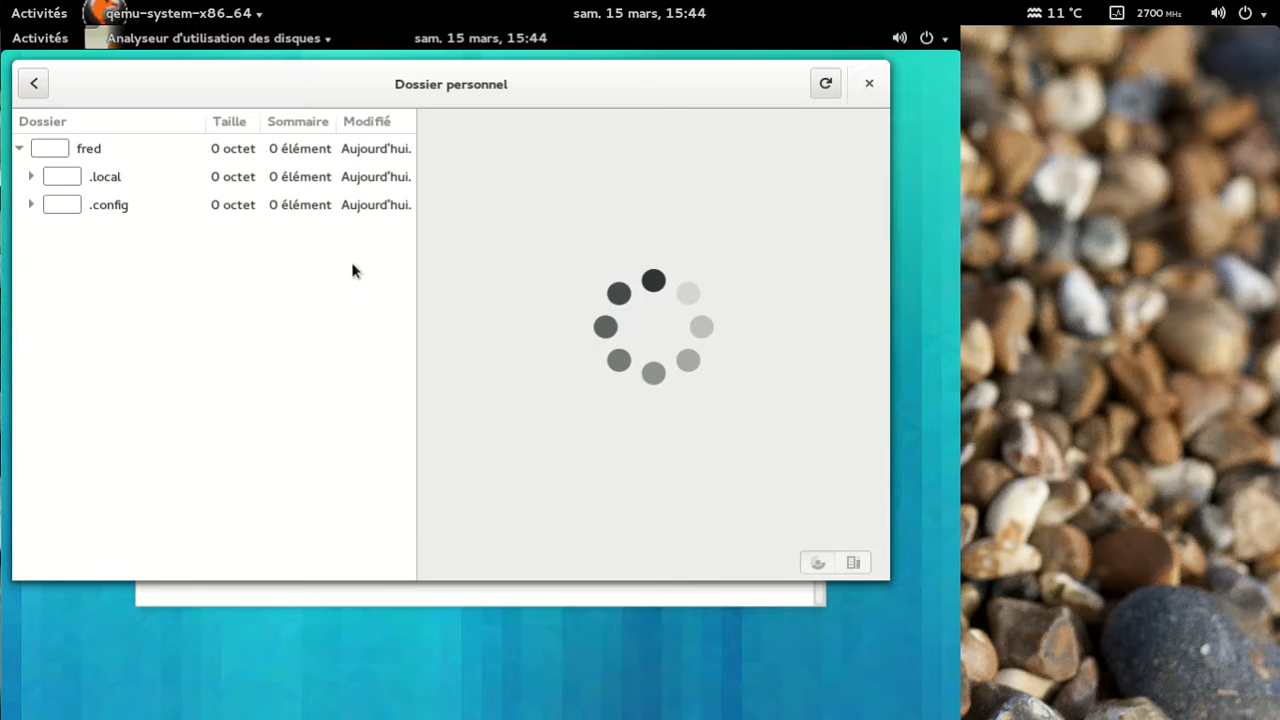 Activités qemu-system-x86_64 sam. 15 mars, 15:44 11 °C 2700 MHz
Activités Analyseur d'utilisation des disques sam. 15 mars, 15:44
Dossier personnel
Dossier Taille Sommaire Modifié
fred 0 octet 0 élément Aujourd'hui.
.local 0 octet 0 élément Aujourd'hui.
.config 0 octet 0 élément Aujourd'hui.